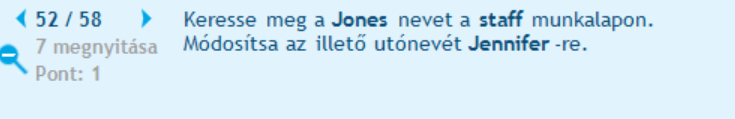 52 / 58
7 megnyitása
Pont: 1
Keresse meg a Jones nevet a staff munkalapon.
Módosítsa az illető utónevét Jennifer -re.